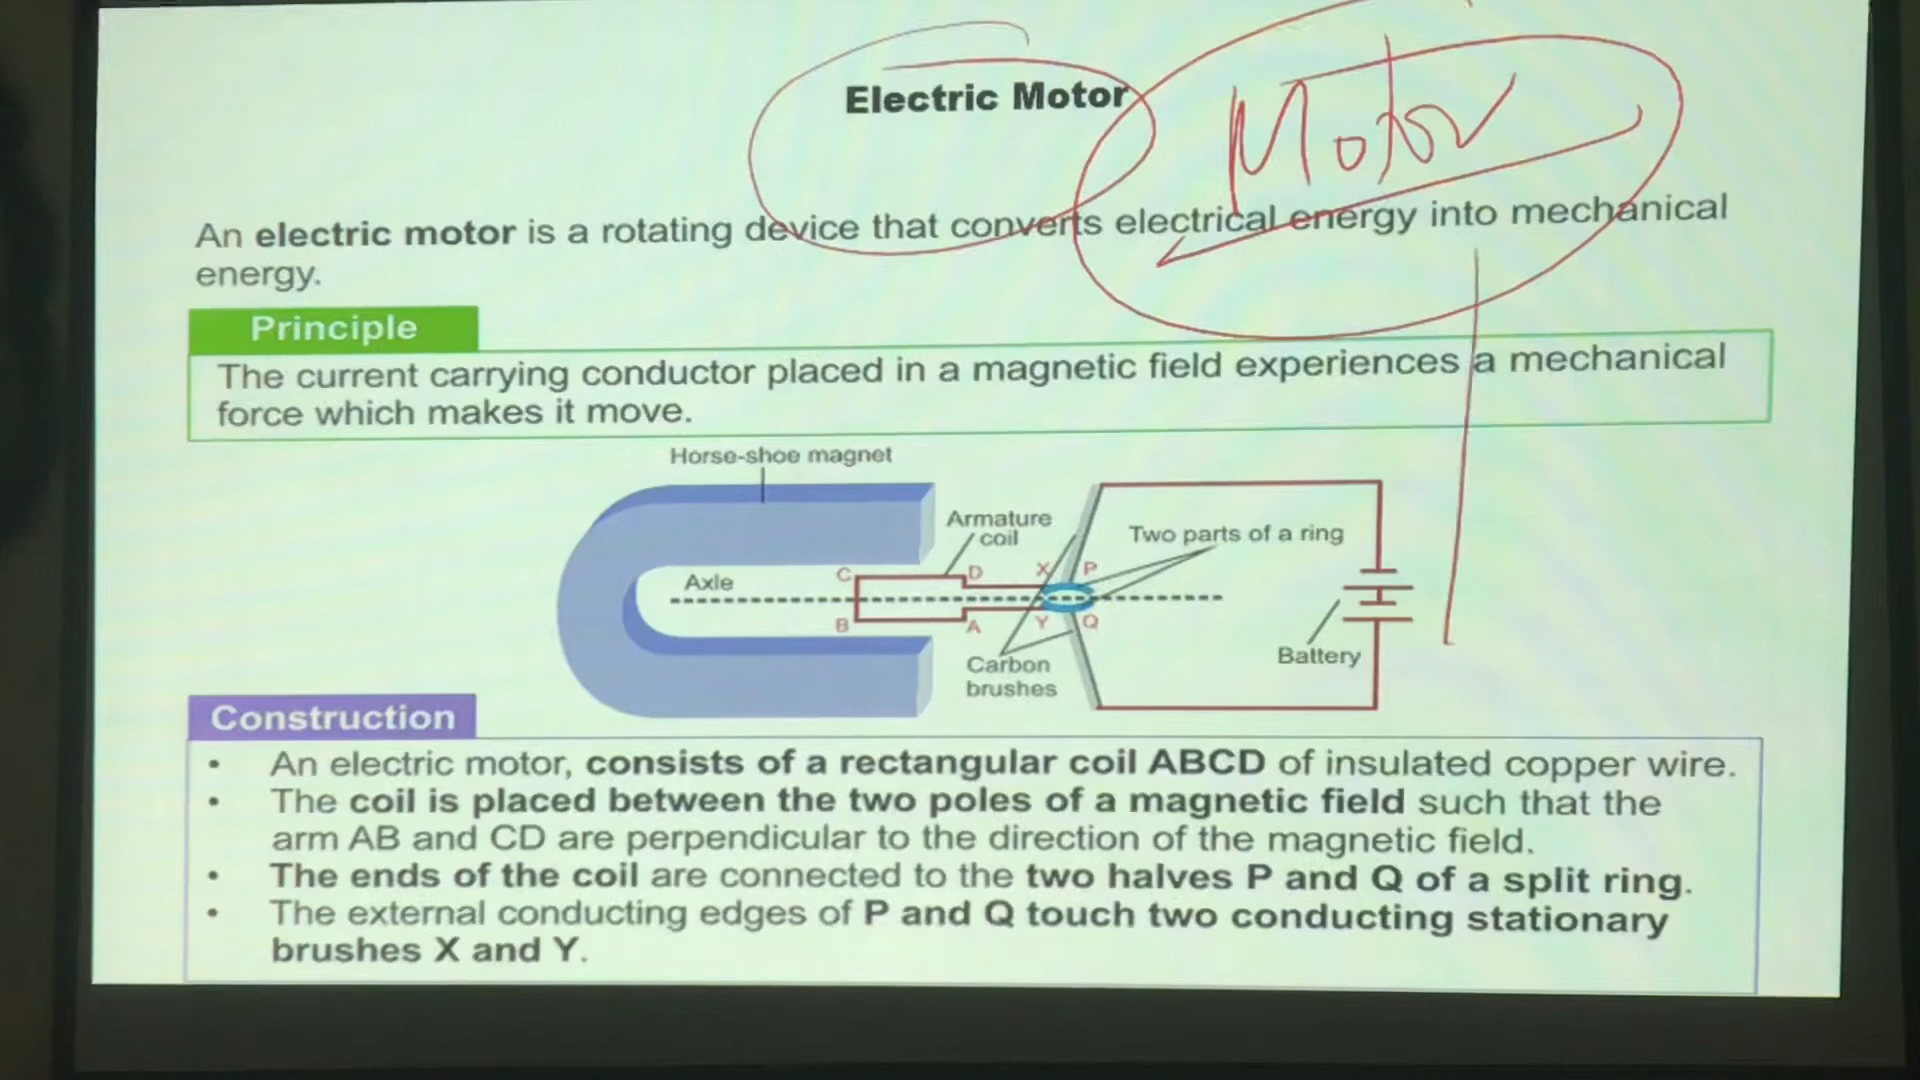 Electric Motor
Motor
An electric motor is a rotating device that converts electrical energy into mechanical
energy.
Principle
The current carrying conductor placed in a magnetic field experiences a mechanical
force which makes it move.
Horse-shoe magnet
Armature
coil
Two parts of a ring
Axle
C
D
X
P
B
A
Y
Q
Carbon
brushes
Battery
Construction
• An electric motor, consists of a rectangular coil ABCD of insulated copper wire.
• The coil is placed between the two poles of a magnetic field such that the
arm AB and CD are perpendicular to the direction of the magnetic field.
• The ends of the coil are connected to the two halves P and Q of a split ring.
• The external conducting edges of P and Q touch two conducting stationary
brushes X and Y.